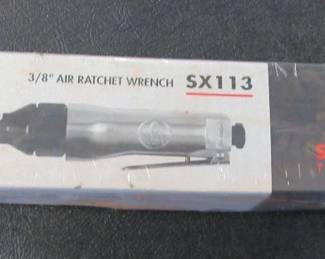 3/8" AIR RATCHET WRENCH SX113